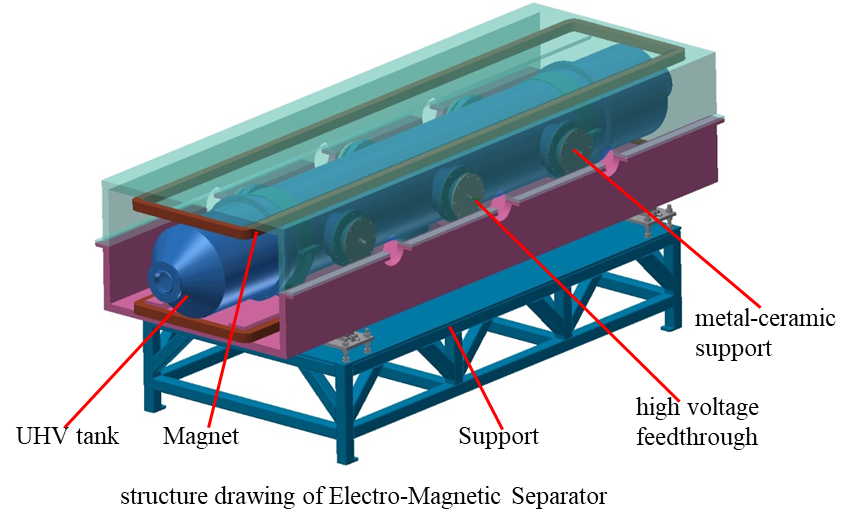 metal-ceramic
support
high voltage
feedthrough
UHV tank
Magnet
Support
structure drawing of Electro-Magnetic Separator